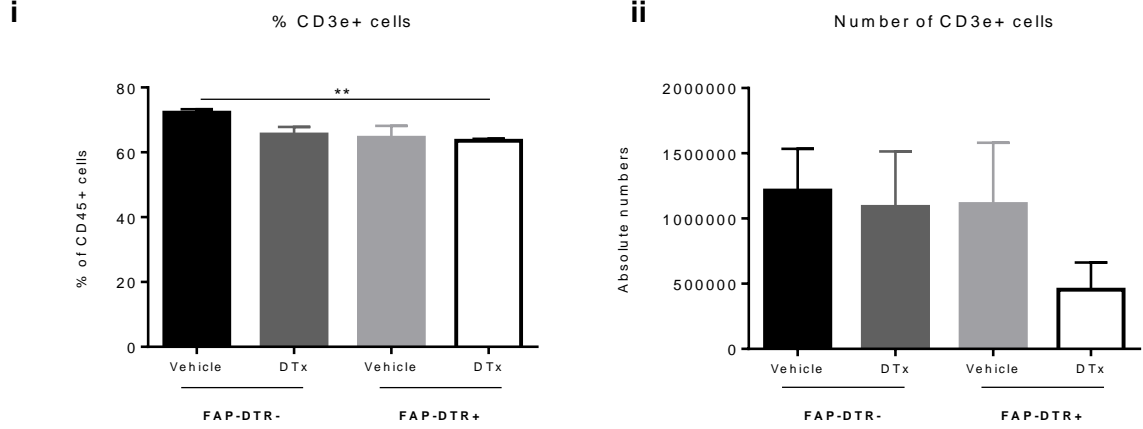 i
% CD3e+ cells
% of CD45+ cells
80
60
40
20
0
**
Vehicle DTx Vehicle DTx
FAP-DTR- FAP-DTR+
ii
Number of CD3e+ cells
Absolute numbers
2000000
1500000
1000000
500000
0
Vehicle DTx Vehicle DTx
FAP-DTR- FAP-DTR+